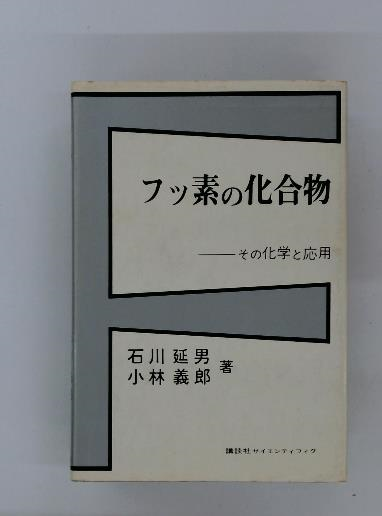 フッ素の化合物
——その化学と応用
石川延男
小林義郎 著
講談社サイエンティフィク